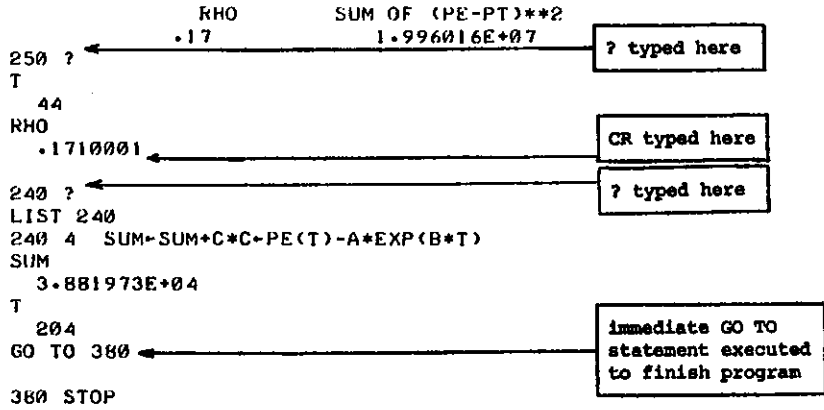 RHO SUM OF (PE-PT)**2
.17 1.996016E+07
250 ?
? typed here
T
44
RHO
.1710001
CR typed here
240 ?
? typed here
LIST 240
240 4 SUM←SUM+C*C←PE(T)-A*EXP(B*T)
SUM
3.881973E+04
T
204
GO TO 380
immediate GO TO
statement executed
to finish program
380 STOP